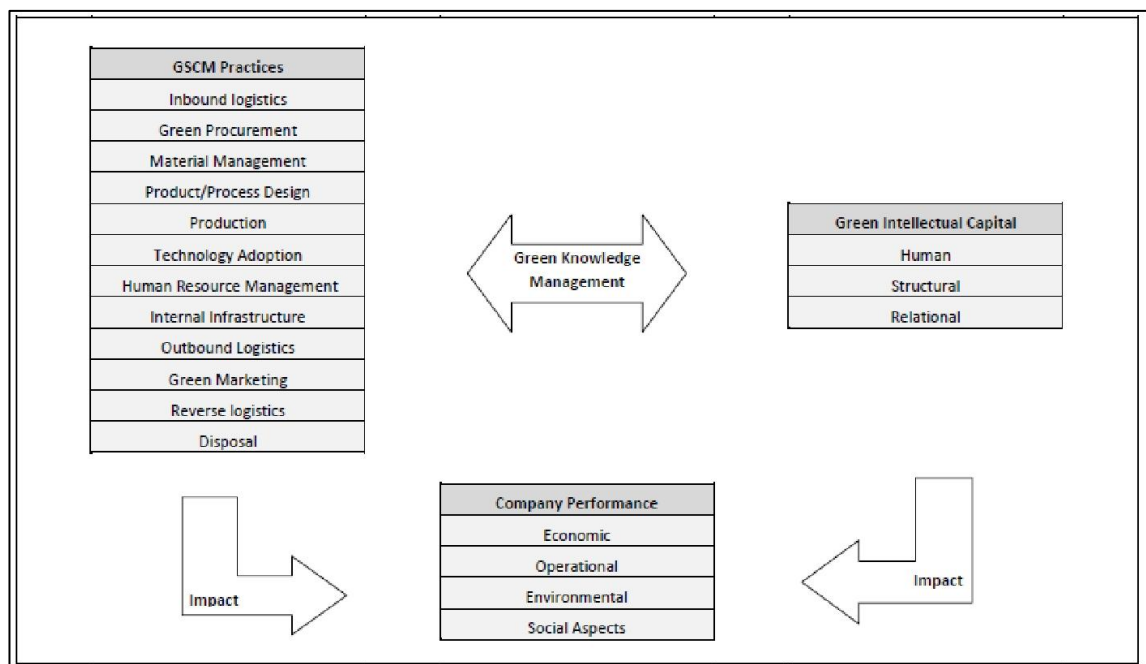 GSCM Practices
Inbound logistics
Green Procurement
Material Management
Product/Process Design
Production
Technology Adoption
Human Resource Management
Internal Infrastructure
Outbound Logistics
Green Marketing
Reverse logistics
Disposal
Green Knowledge
Management
Green Intellectual Capital
Human
Structural
Relational
Impact
Company Performance
Economic
Operational
Environmental
Social Aspects
Impact